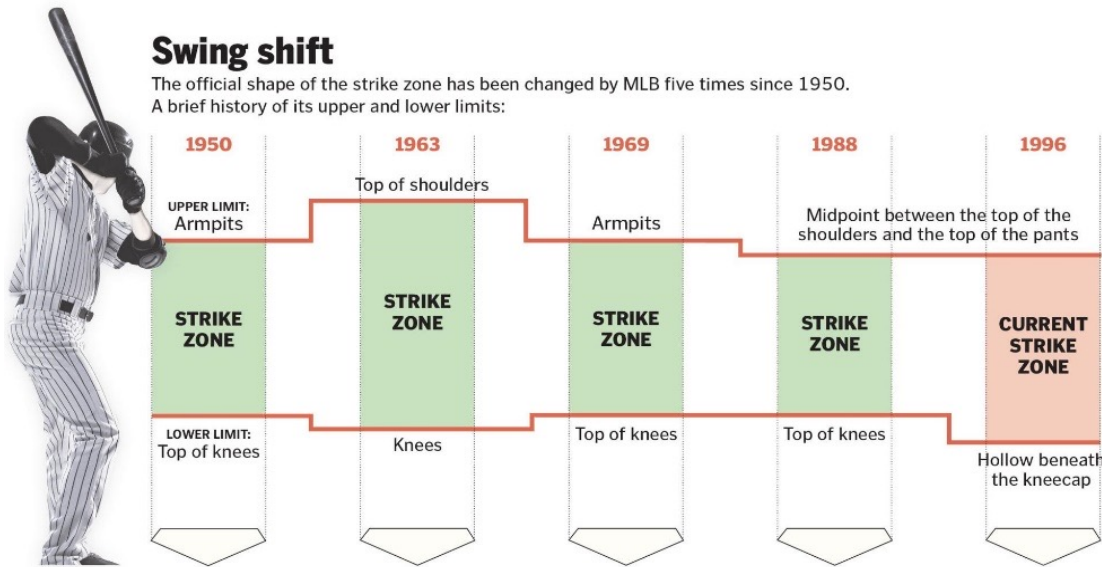 Swing shift
The official shape of the strike zone has been changed by MLB five times since 1950.
A brief history of its upper and lower limits:
1950
1963
1969
1988
1996
UPPER LIMIT:
Armpits
Top of shoulders
Armpits
Midpoint between the top of the
shoulders and the top of the pants
STRIKE
ZONE
STRIKE
ZONE
STRIKE
ZONE
STRIKE
ZONE
CURRENT
STRIKE
ZONE
LOWER LIMIT:
Top of knees
Knees
Top of knees
Top of knees
Hollow beneath
the kneecap